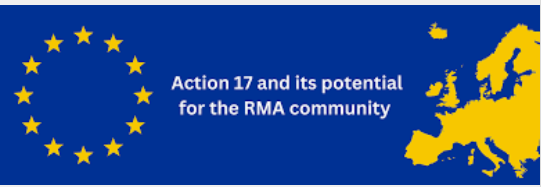 Action 17 and its potential
for the RMA community